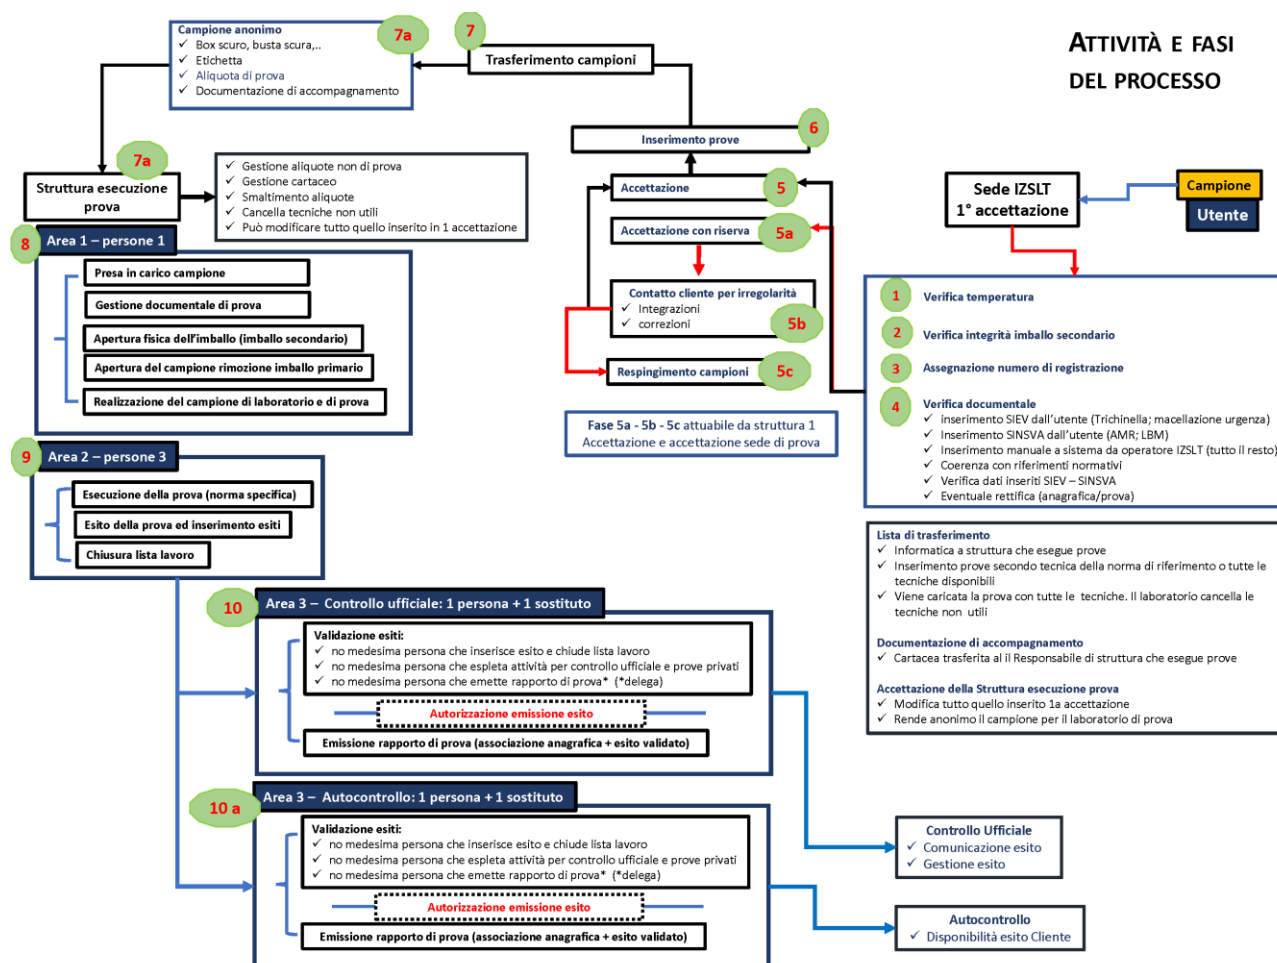 ATTIVITÀ E FASI
DEL PROCESSO
Campione
Utente
Sede IZSLT
1° accettazione
1
Verifica temperatura
2
Verifica integrità imballo secondario
3
Assegnazione numero di registrazione
4
Verifica documentale
✓ inserimento SIEV dall'utente (Trichinella; macellazione urgenza)
✓ Inserimento SINSVA dall'utente (AMR; LBM)
✓ Inserimento manuale a sistema da operatore IZSLT (tutto il resto)
✓ Coerenza con riferimenti normativi
✓ Verifica dati inseriti SIEV – SINSVA
✓ Eventuale rettifica (anagrafica/prova)
Accettazione
5
Accettazione con riserva
5a
Contatto cliente per irregolarità
✓ Integrazioni
✓ correzioni
5b
Respingimento campioni
5c
Fase 5a - 5b - 5c attuabile da struttura 1
Accettazione e accettazione sede di prova
Inserimento prove
6
7
Trasferimento campioni
7a
Campione anonimo
✓ Box scuro, busta scura,..
✓ Etichetta
✓ Aliquota di prova
✓ Documentazione di accompagnamento
7a
Struttura esecuzione
prova
✓ Gestione aliquote non di prova
✓ Gestione cartaceo
✓ Smaltimento aliquote
✓ Cancella tecniche non utili
✓ Può modificare tutto quello inserito in 1 accettazione
8
Area 1 – persone 1
Presa in carico campione
Gestione documentale di prova
Apertura fisica dell'imballo (imballo secondario)
Apertura del campione rimozione imballo primario
Realizzazione del campione di laboratorio e di prova
9
Area 2 – persone 3
Esecuzione della prova (norma specifica)
Esito della prova ed inserimento esiti
Chiusura lista lavoro
Lista di trasferimento
✓ Informatica a struttura che esegue prove
✓ Inserimento prove secondo tecnica della norma di riferimento o tutte le
tecniche disponibili
✓ Viene caricata la prova con tutte le tecniche. Il laboratorio cancella le
tecniche non utili
Documentazione di accompagnamento
✓ Cartacea trasferita al il Responsabile di struttura che esegue prove
Accettazione della Struttura esecuzione prova
✓ Modifica tutto quello inserito 1a accettazione
✓ Rende anonimo il campione per il laboratorio di prova
10
Area 3 – Controllo ufficiale: 1 persona + 1 sostituto
Validazione esiti:
✓ no medesima persona che inserisce esito e chiude lista lavoro
✓ no medesima persona che espleta attività per controllo ufficiale e prove privati
✓ no medesima persona che emette rapporto di prova* (*delega)
Autorizzazione emissione esito
Emissione rapporto di prova (associazione anagrafica + esito validato)
10 a
Area 3 – Autocontrollo: 1 persona + 1 sostituto
Validazione esiti:
✓ no medesima persona che inserisce esito e chiude lista lavoro
✓ no medesima persona che espleta attività per controllo ufficiale e prove privati
✓ no medesima persona che emette rapporto di prova* (*delega)
Autorizzazione emissione esito
Emissione rapporto di prova (associazione anagrafica + esito validato)
Controllo Ufficiale
✓ Comunicazione esito
✓ Gestione esito
Autocontrollo
✓ Disponibilità esito Cliente